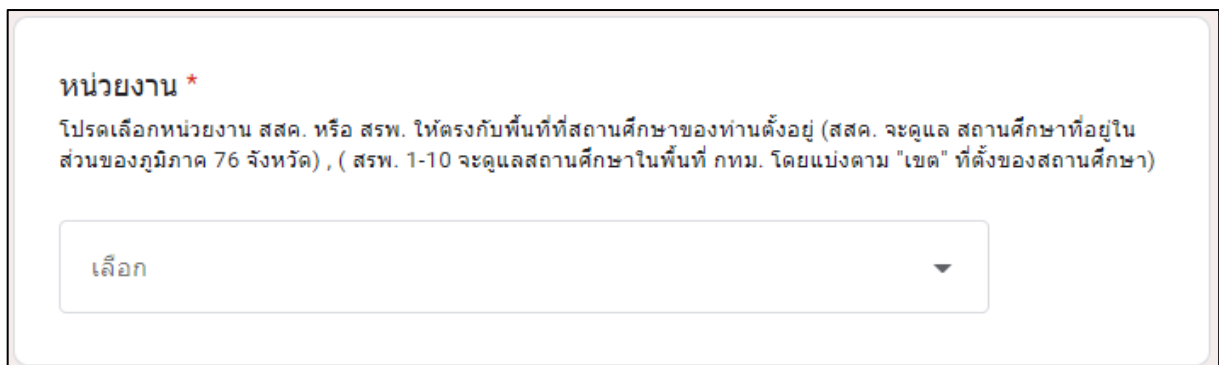 หน่วยงาน *
โปรดเลือกหน่วยงาน สสค. หรือ สรพ. ให้ตรงกับพื้นที่ที่สถานศึกษาของท่านตั้งอยู่ (สสค. จะดูแล สถานศึกษาที่อยู่ใน
ส่วนของภูมิภาค 76 จังหวัด) , ( สรพ. 1-10 จะดูแลสถานศึกษาในพื้นที่ กทม. โดยแบ่งตาม "เขต" ที่ตั้งของสถานศึกษา)
เลือก